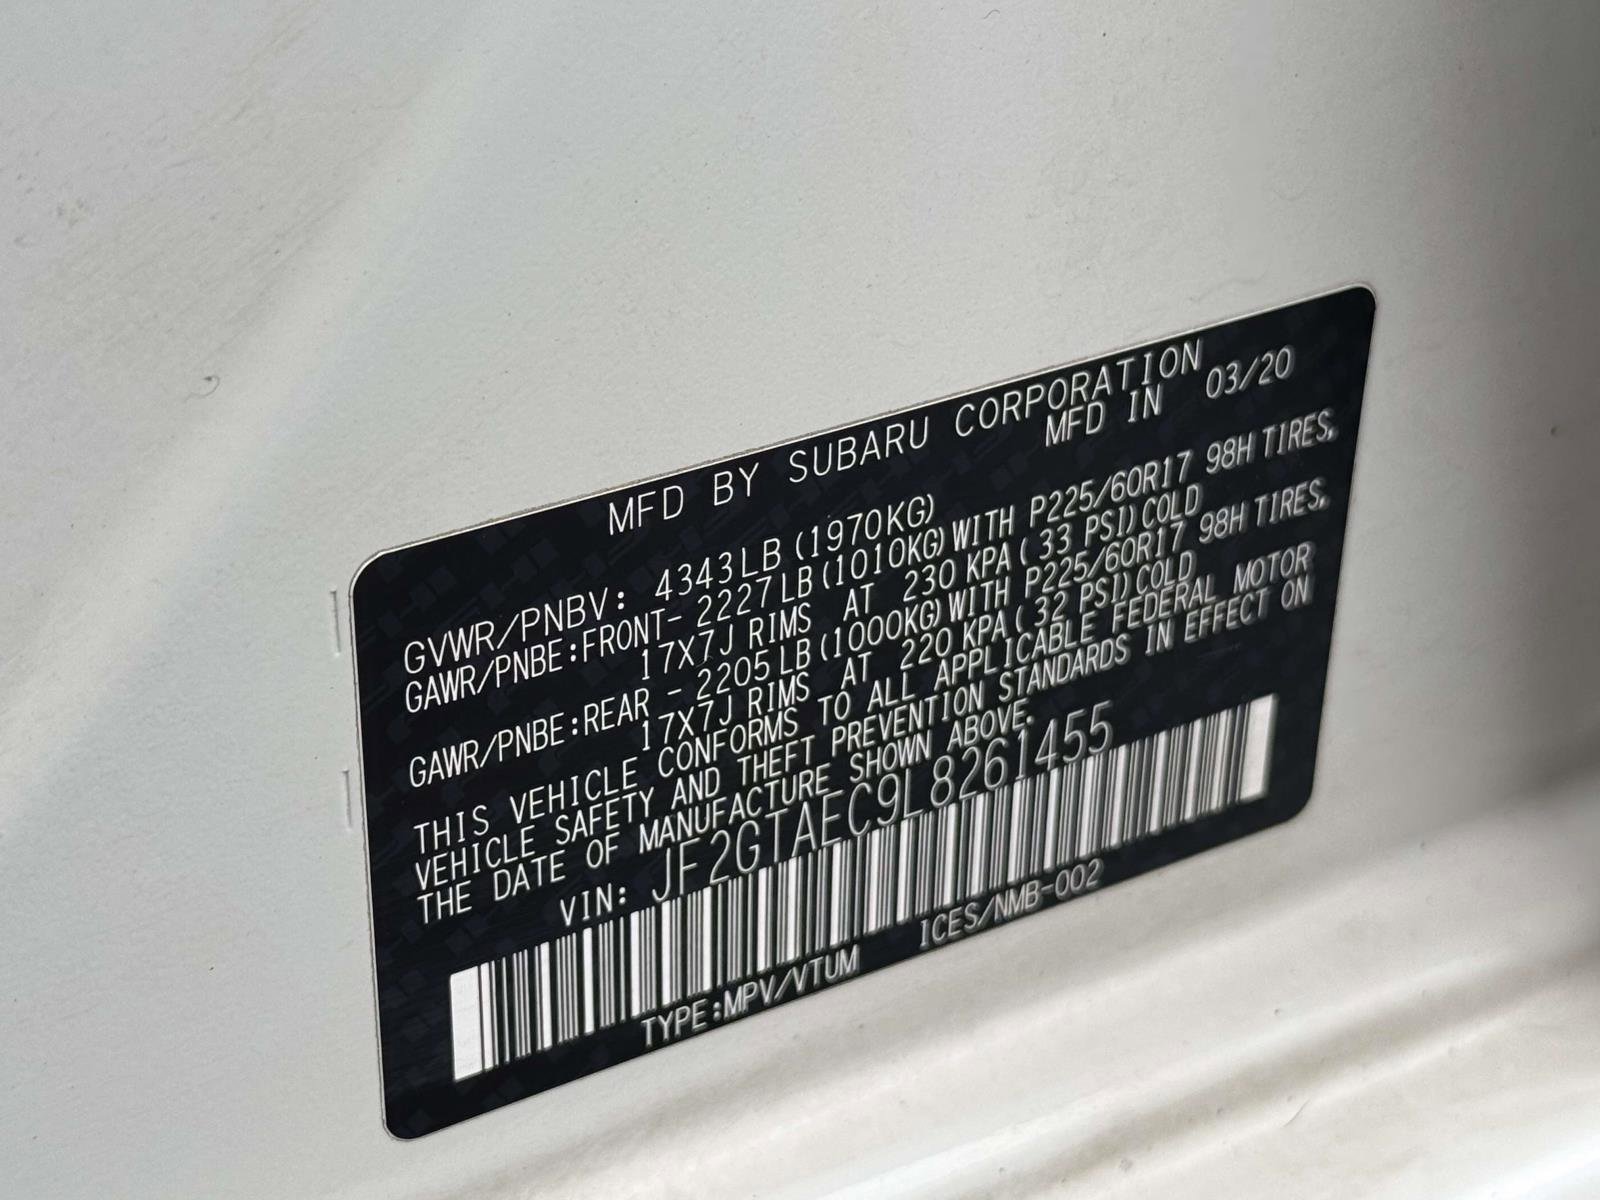 MFD BY SUBARU CORPORATION
MFD IN 03/20
GVWR/PNBV: 4343LB (1970KG)
GAWR/PNBE:FRONT- 2227LB (1010KG) WITH P225/60R17 98H TIRES,
17X7J RIMS AT 230 KPA ( 33 PSI) COLD
GAWR/PNBE:REAR - 2205LB (1000KG) WITH P225/60R17 98H TIRES,
17X7J RIMS AT 220 KPA ( 32 PSI) COLD
THIS VEHICLE CONFORMS TO ALL APPLICABLE FEDERAL MOTOR
VEHICLE SAFETY AND THEFT PREVENTION STANDARDS IN EFFECT ON
THE DATE OF MANUFACTURE SHOWN ABOVE.
VIN: JF2GTAEC9L8261455
TYPE:MPV/VTUM ICES/NMB-002